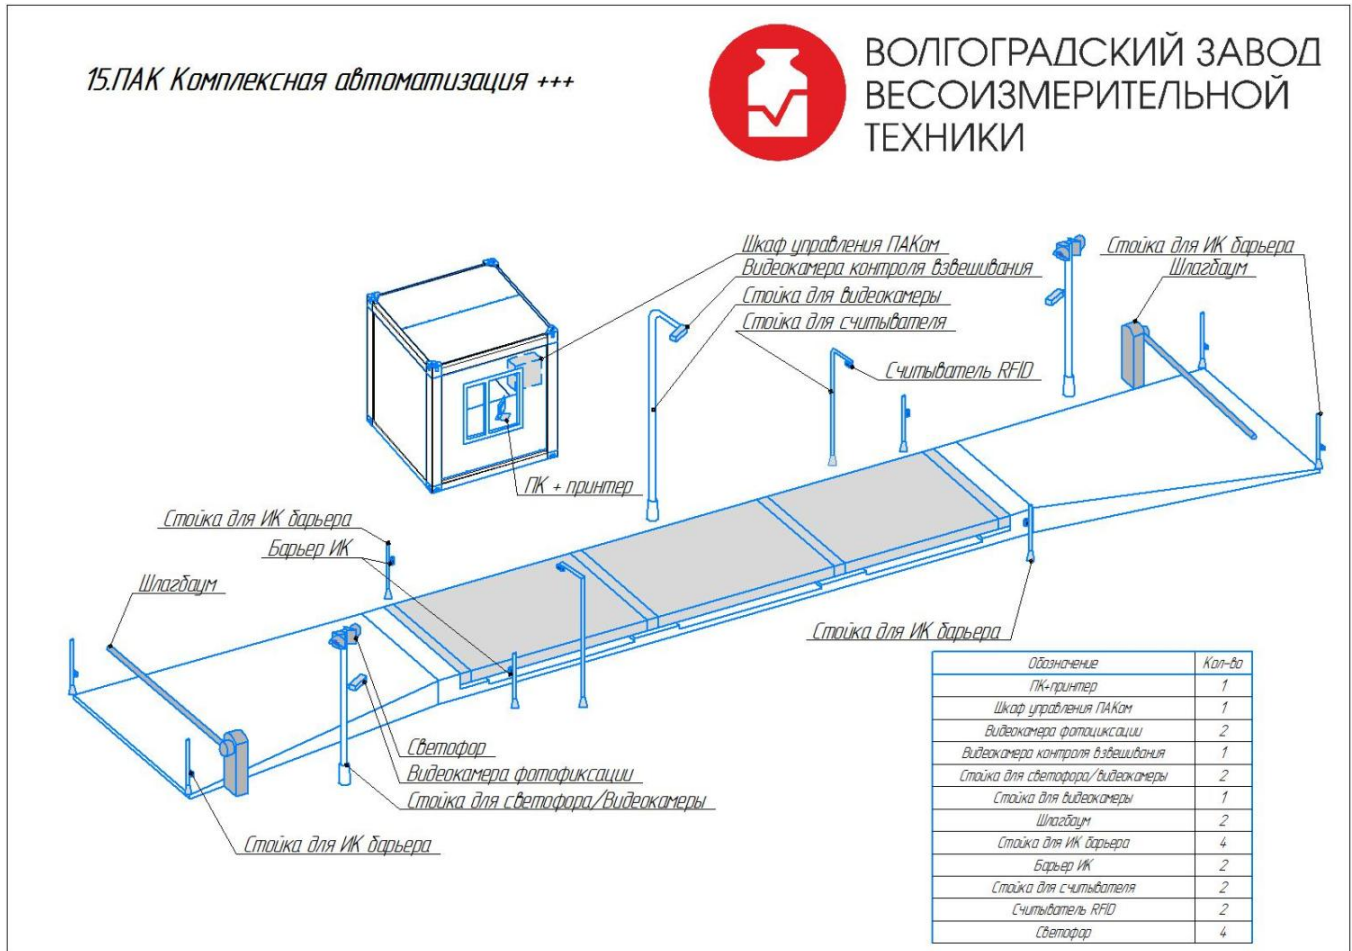 15.ПАК Комплексная автоматизация +++
ВОЛГОГРАДСКИЙ ЗАВОД
ВЕСОИЗМЕРИТЕЛЬНОЙ
ТЕХНИКИ
Шкаф управления ПАКом
Видеокамера контроля взвешивания
Стойка для видеокамеры
Стойка для считывателя
Считыватель RFID
Стойка для ИК барьера
Шлагбаум
ПК + принтер
Стойка для ИК барьера
Барьер ИК
Шлагбаум
Стойка для ИК барьера
Светофор
Видеокамера фотофиксации
Стойка для светофора/Видеокамеры
Стойка для ИК барьера
Обозначение Кол-во
ПК+принтер 1
Шкаф управления ПАКом 1
Видеокамера фотоциксации 2
Видеокамера контроля взвешивания 1
Стойка для светофора/видеокамеры 2
Стойка для видеокамеры 1
Шлагбаум 2
Стойка для ИК барьера 4
Барьер ИК 2
Стойка для считывателя 2
Считыватель RFID 2
Светофор 4